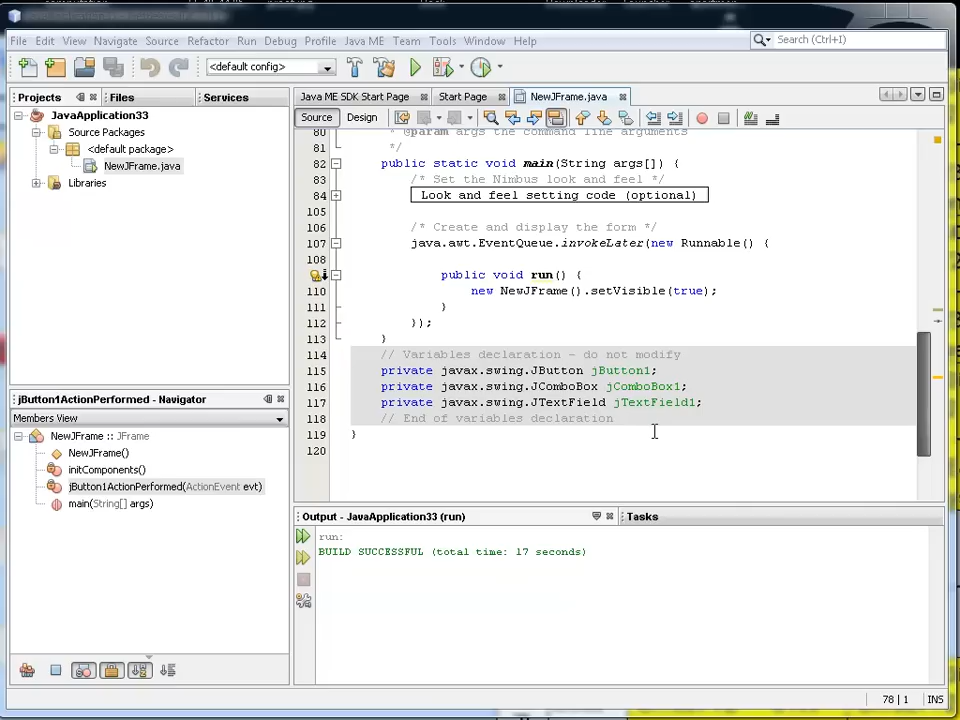 File Edit View Navigate Source Refactor Run Debug Profile Java ME Team Tools Window Help
Search (Ctrl+I)
<default config>
Projects Files Services
Java ME SDK Start Page Start Page NewJFrame.java
JavaApplication33
Source Packages
<default package>
NewJFrame.java
Libraries
Source Design
80 * @param args the command line arguments
81 */
82 public static void main(String args[]) {
83 /* Set the Nimbus look and feel */
84 Look and feel setting code (optional)
105
106 /* Create and display the form */
107 java.awt.EventQueue.invokeLater(new Runnable() {
108
public void run() {
110 new NewJFrame().setVisible(true);
111 }
112 });
113 }
114 // Variables declaration - do not modify
115 private javax.swing.JButton jButton1;
116 private javax.swing.JComboBox jComboBox1;
117 private javax.swing.JTextField jTextField1;
118 // End of variables declaration
119 }
120
jButton1ActionPerformed - Navigator
Members View
NewJFrame :: JFrame
NewJFrame()
initComponents()
jButton1ActionPerformed(ActionEvent evt)
main(String[] args)
Output - JavaApplication33 (run) Tasks
run:
BUILD SUCCESSFUL (total time: 17 seconds)
78 | 1 INS